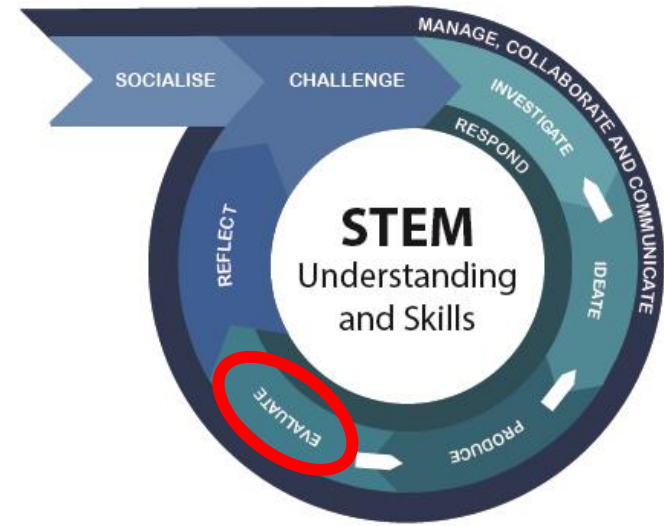 MANAGE, COLLABORATE AND COMMUNICATE
SOCIALISE
CHALLENGE
INVESTIGATE
RESPOND
IDEATE
PRODUCE
EVALUATE
REFLECT
STEM
Understanding
and Skills